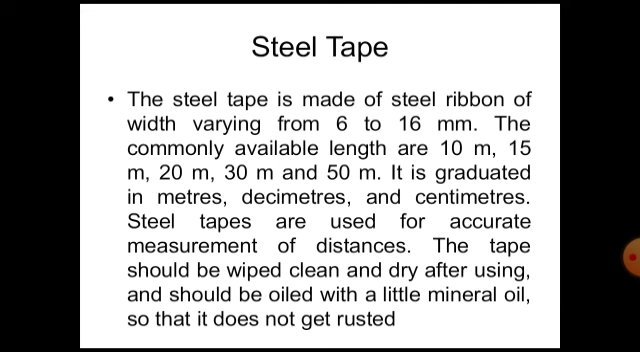 Steel Tape
• The steel tape is made of steel ribbon of
width varying from 6 to 16 mm. The
commonly available length are 10 m, 15
m, 20 m, 30 m and 50 m. It is graduated
in metres, decimetres, and centimetres.
Steel tapes are used for accurate
measurement of distances. The tape
should be wiped clean and dry after using,
and should be oiled with a little mineral oil,
so that it does not get rusted